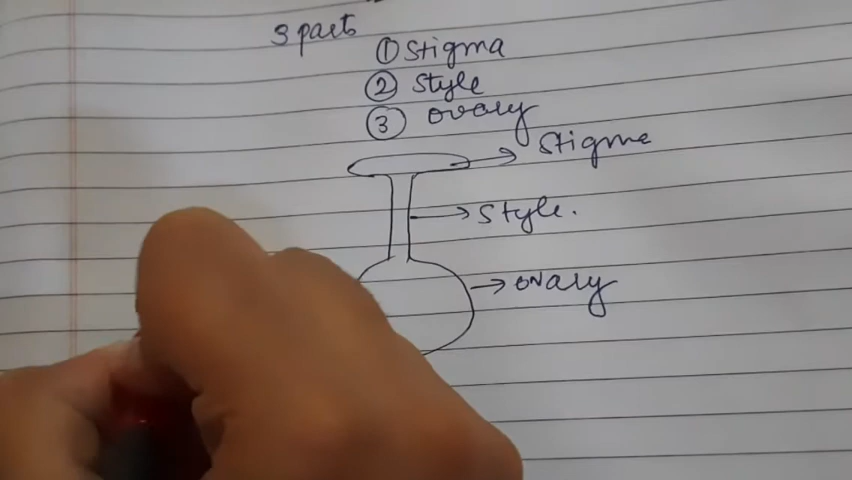 3 parts
① Stigma
② Style
③ ovary
Stigma
Style.
ovary